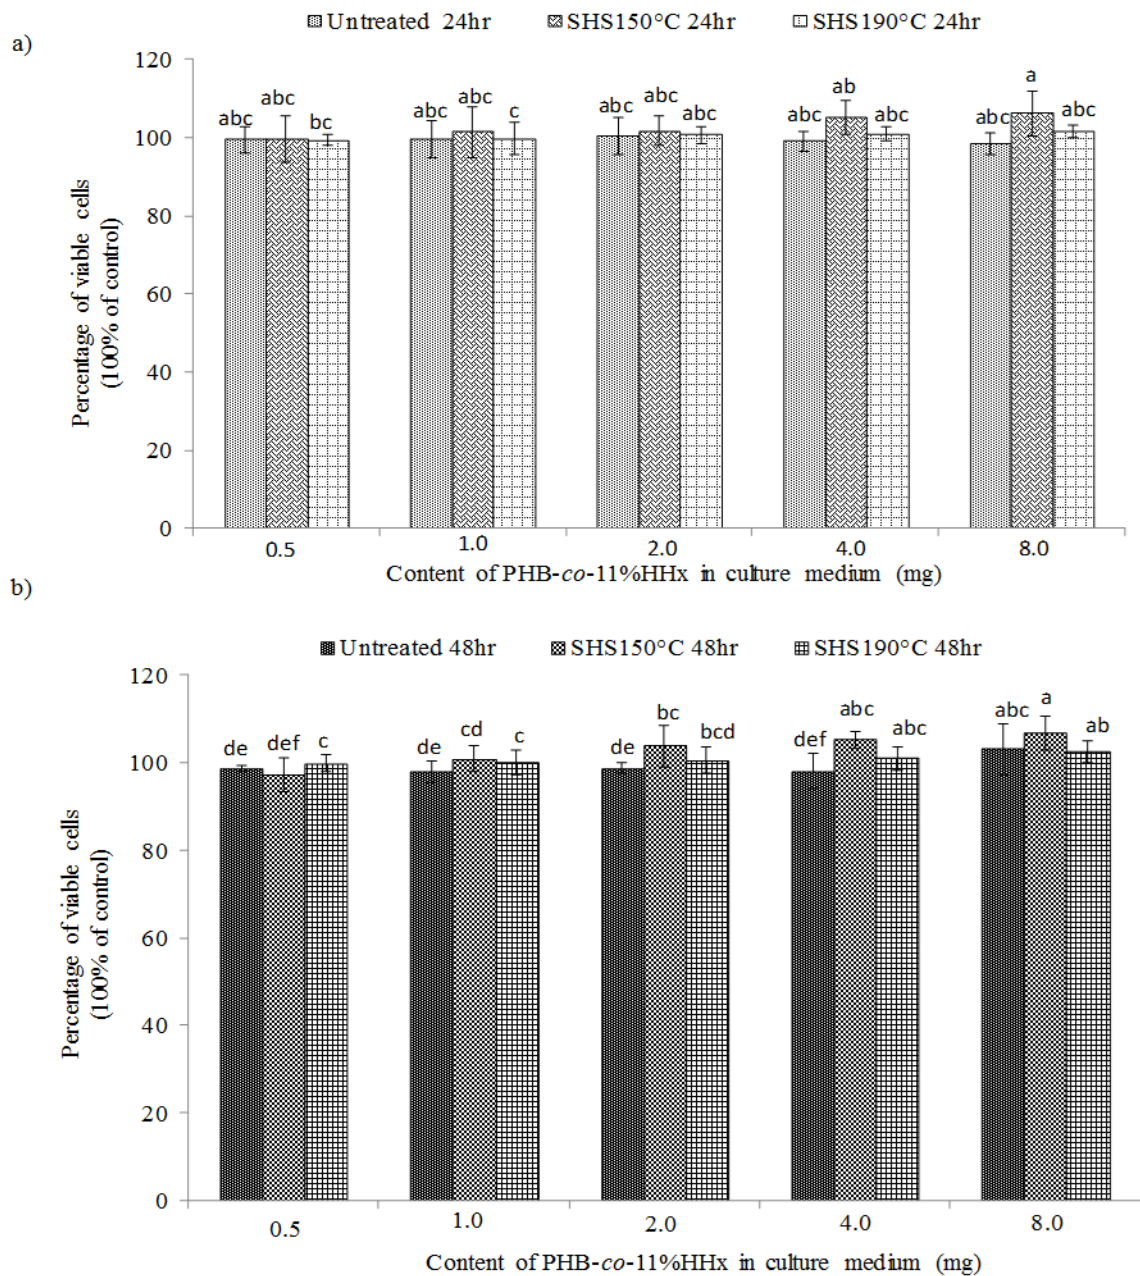 a)
Untreated 24hr SHS150°C 24hr SHS190°C 24hr
Percentage of viable cells
(100% of control)
120
100
80
60
40
20
0
abc abc bc abc abc c abc abc abc abc ab abc abc a abc
0.5 1.0 2.0 4.0 8.0
Content of PHB-co-11%HHx in culture medium (mg)
b)
Untreated 48hr SHS150°C 48hr SHS190°C 48hr
Percentage of viable cells
(100% of control)
120
100
80
60
40
20
0
de def c de cd c de bc bcd def abc abc abc a ab
0.5 1.0 2.0 4.0 8.0
Content of PHB-co-11%HHx in culture medium (mg)